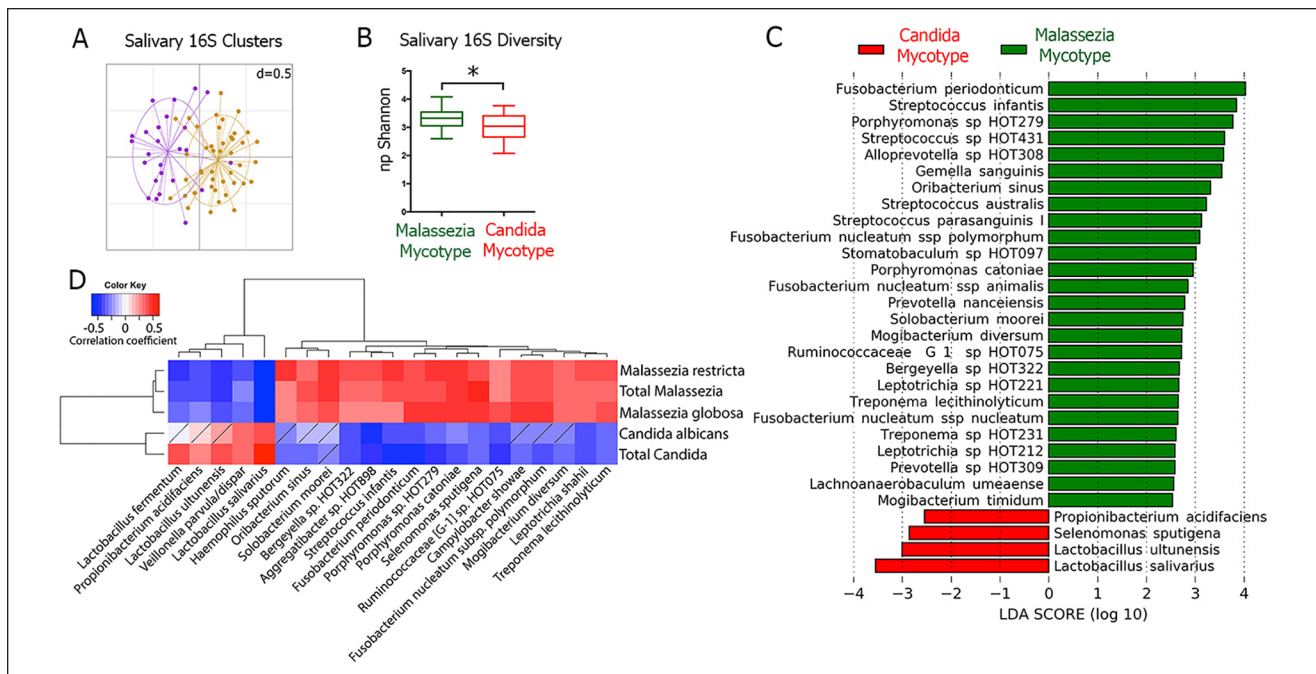 A
Salivary 16S Clusters
d=0.5
B
Salivary 16S Diversity
*
np Shannon
5
4
3
2
1
0
Malassezia
Mycotype
Candida
Mycotype
C
Candida
Mycotype
Malassezia
Mycotype
Fusobacterium periodonticum
Streptococcus infantis
Porphyromonas sp HOT279
Streptococcus sp HOT431
Alloprevotella sp HOT308
Gemella sanguinis
Oribacterium sinus
Streptococcus australis
Streptococcus parasanguinis I
Fusobacterium nucleatum ssp polymorphum
Stomatobaculum sp HOT097
Porphyromonas catoniae
Fusobacterium nucleatum ssp animalis
Prevotella nanceiensis
Solobacterium moorei
Mogibacterium diversum
Ruminococcaceae G 1 sp HOT075
Bergeyella sp HOT322
Leptotrichia sp HOT221
Treponema lecithinolyticum
Fusobacterium nucleatum ssp nucleatum
Treponema sp HOT231
Leptotrichia sp HOT212
Prevotella sp HOT309
Lachnoanaerobaculum umeaense
Mogibacterium timidum
Propionibacterium acidifaciens
Selenomonas sputigena
Lactobacillus ultunensis
Lactobacillus salivarius
−4 −3 −2 −1 0 1 2 3 4
LDA SCORE (log 10)
D
Color Key
-0.5 0 0.5
Correlation coefficient
Malassezia restricta
Total Malassezia
Malassezia globosa
Candida albicans
Total Candida
Lactobacillus fermentum
Propionibacterium acidifaciens
Lactobacillus ultunensis
Veillonella parvula/dispar
Lactobacillus salivarius
Haemophilus sputorum
Oribacterium sinus
Solobacterium moorei
Bergeyella sp. HOT322
Aggregatibacter sp. HOT898
Streptococcus infantis
Fusobacterium periodonticum
Porphyromonas sp. HOT279
Porphyromonas catoniae
Selenomonas sputigena
Ruminococcaceae [G-1] sp. HOT075
Campylobacter showae
Fusobacterium nucleatum subsp. polymorphum
Mogibacterium diversum
Leptotrichia shahii
Treponema lecithinolyticum